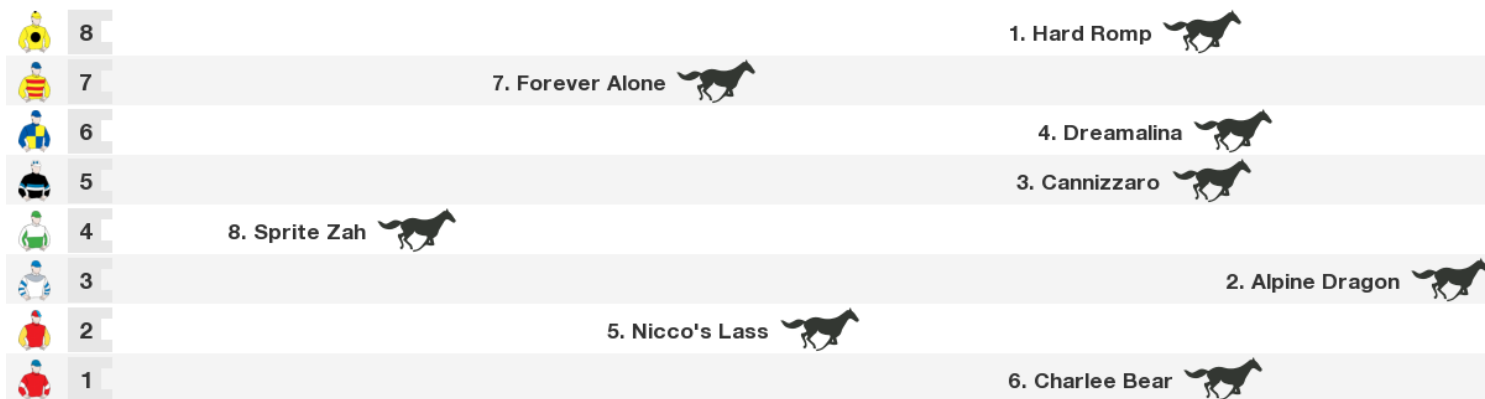 8 1. Hard Romp
7 7. Forever Alone
6 4. Dreamalina
5 3. Cannizzaro
4 8. Sprite Zah
3 2. Alpine Dragon
2 5. Nicco's Lass
1 6. Charlee Bear